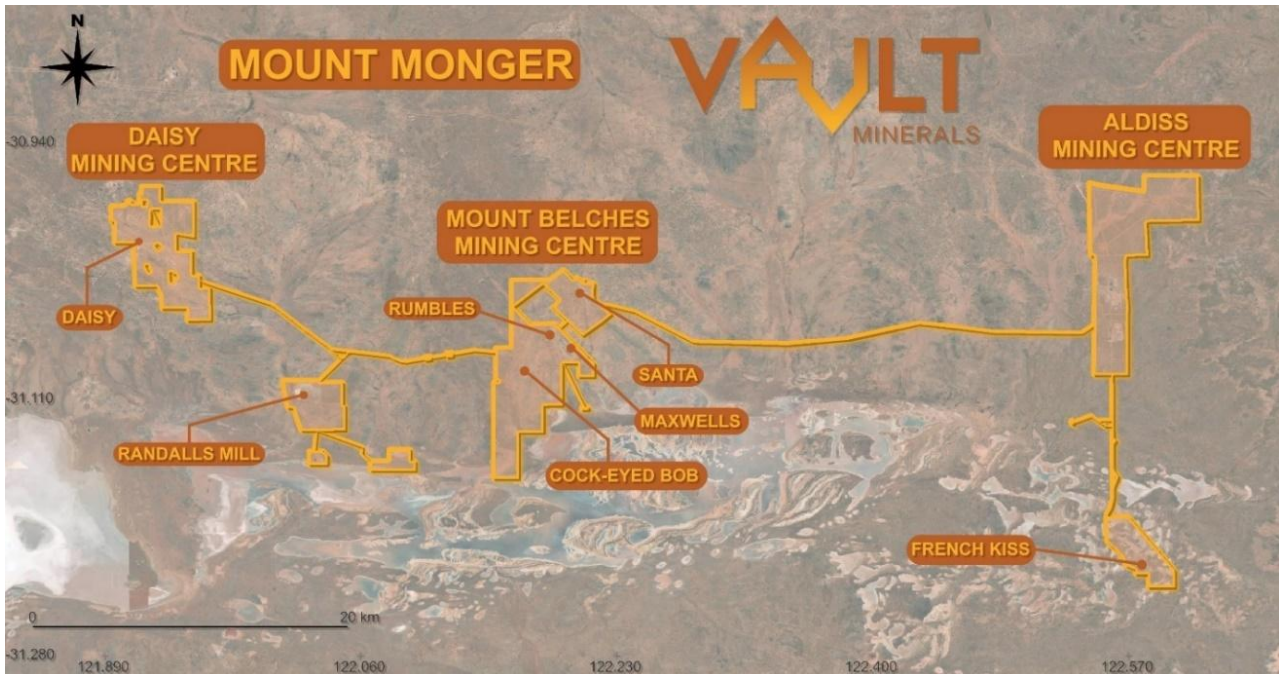 N
MOUNT MONGER
VAULT
MINERALS
DAISY
MINING CENTRE
ALDISS
MINING CENTRE
-30.940
MOUNT BELCHES
MINING CENTRE
RUMBLES
DAISY
SANTA
-31.110
MAXWELLS
RANDALLS MILL
COCK-EYED BOB
FRENCH KISS
0
20 km
-31.280
121.890
122.060
122.230
122.400
122.570